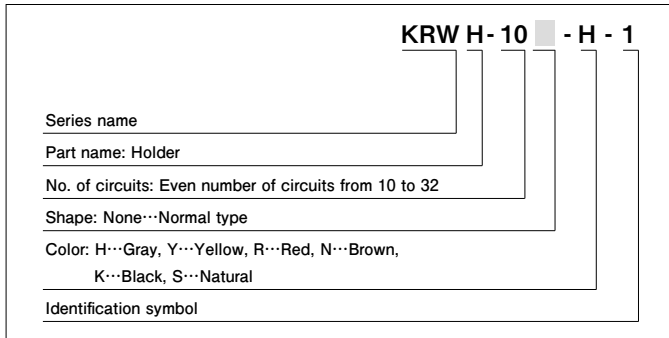 KRW H- 10 - H - 1
Series name
Part name: Holder
No. of circuits: Even number of circuits from 10 to 32
Shape: None⋯Normal type
Color: H⋯Gray, Y⋯Yellow, R⋯Red, N⋯Brown,
K⋯Black, S⋯Natural
Identification symbol